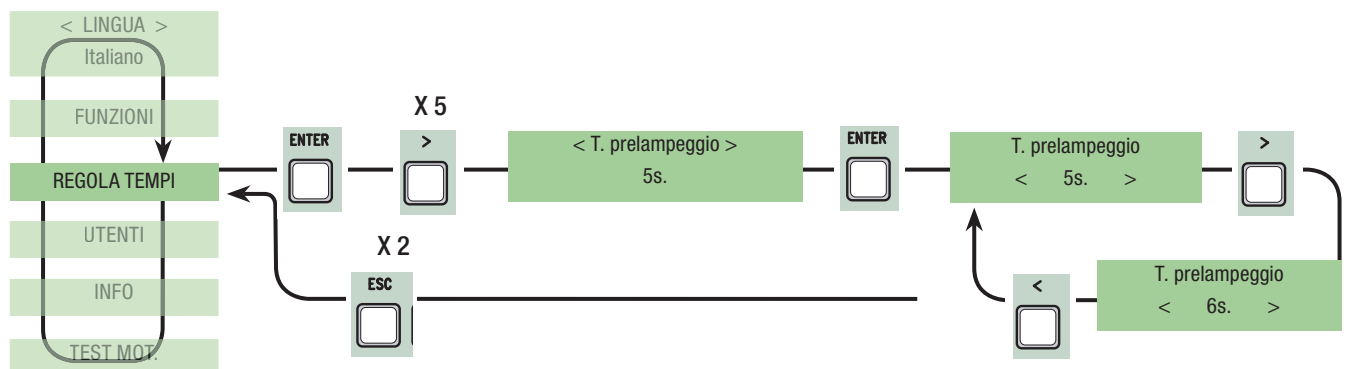 < LINGUA >
Italiano
FUNZIONI
REGOLA TEMPI
UTENTI
INFO
TEST MOT.
ENTER
X 5
>
< T. prelampeggio >
5s.
ENTER
T. prelampeggio
< 5s. >
>
T. prelampeggio
< 6s. >
<
X 2
ESC